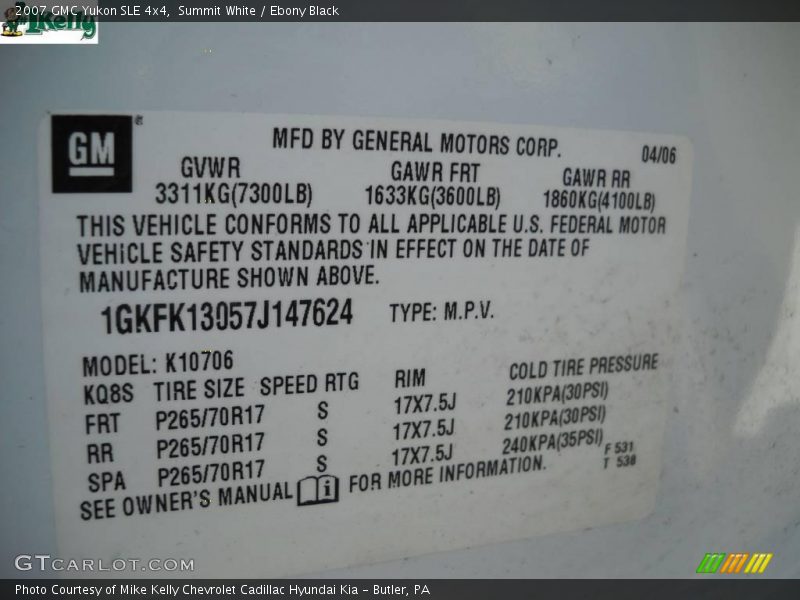 2007 GMC Yukon SLE 4x4, Summit White / Ebony Black
Kelly
GM®
MFD BY GENERAL MOTORS CORP. 04/06
GVWR GAWR FRT GAWR RR
3311KG(7300LB) 1633KG(3600LB) 1860KG(4100LB)
THIS VEHICLE CONFORMS TO ALL APPLICABLE U.S. FEDERAL MOTOR
VEHICLE SAFETY STANDARDS IN EFFECT ON THE DATE OF
MANUFACTURE SHOWN ABOVE.
1GKFK13057J147624 TYPE: M.P.V.
MODEL: K10706
KQ8S TIRE SIZE SPEED RTG RIM COLD TIRE PRESSURE
FRT P265/70R17 S 17X7.5J 210KPA(30PSI)
RR P265/70R17 S 17X7.5J 210KPA(30PSI)
SPA P265/70R17 S 17X7.5J 240KPA(35PSI) F 531
T 538
SEE OWNER'S MANUAL FOR MORE INFORMATION.
GTCARLOT.COM
Photo Courtesy of Mike Kelly Chevrolet Cadillac Hyundai Kia – Butler, PA